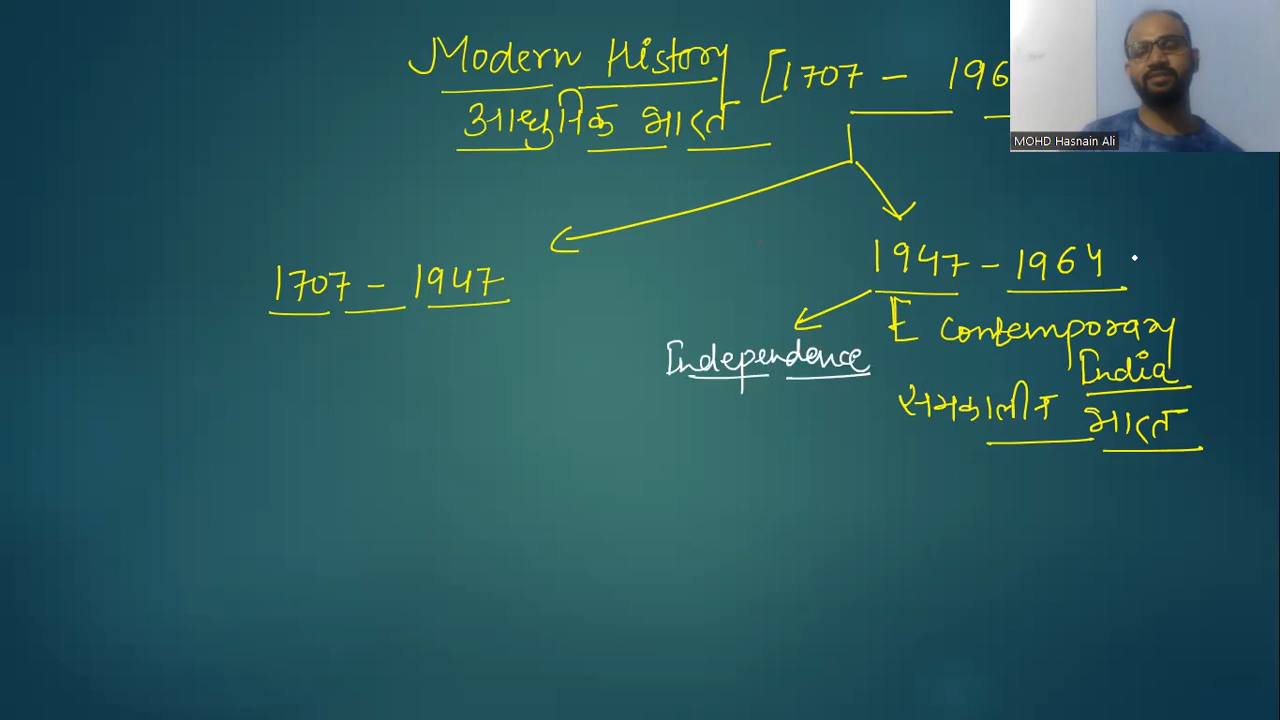 Modern History [1707 - 196
आधुनिक भारत
MOHD Hasnain Ali
1707 - 1947
1947 - 1964
Independence
[ contemporary
India
समकालीन भारत